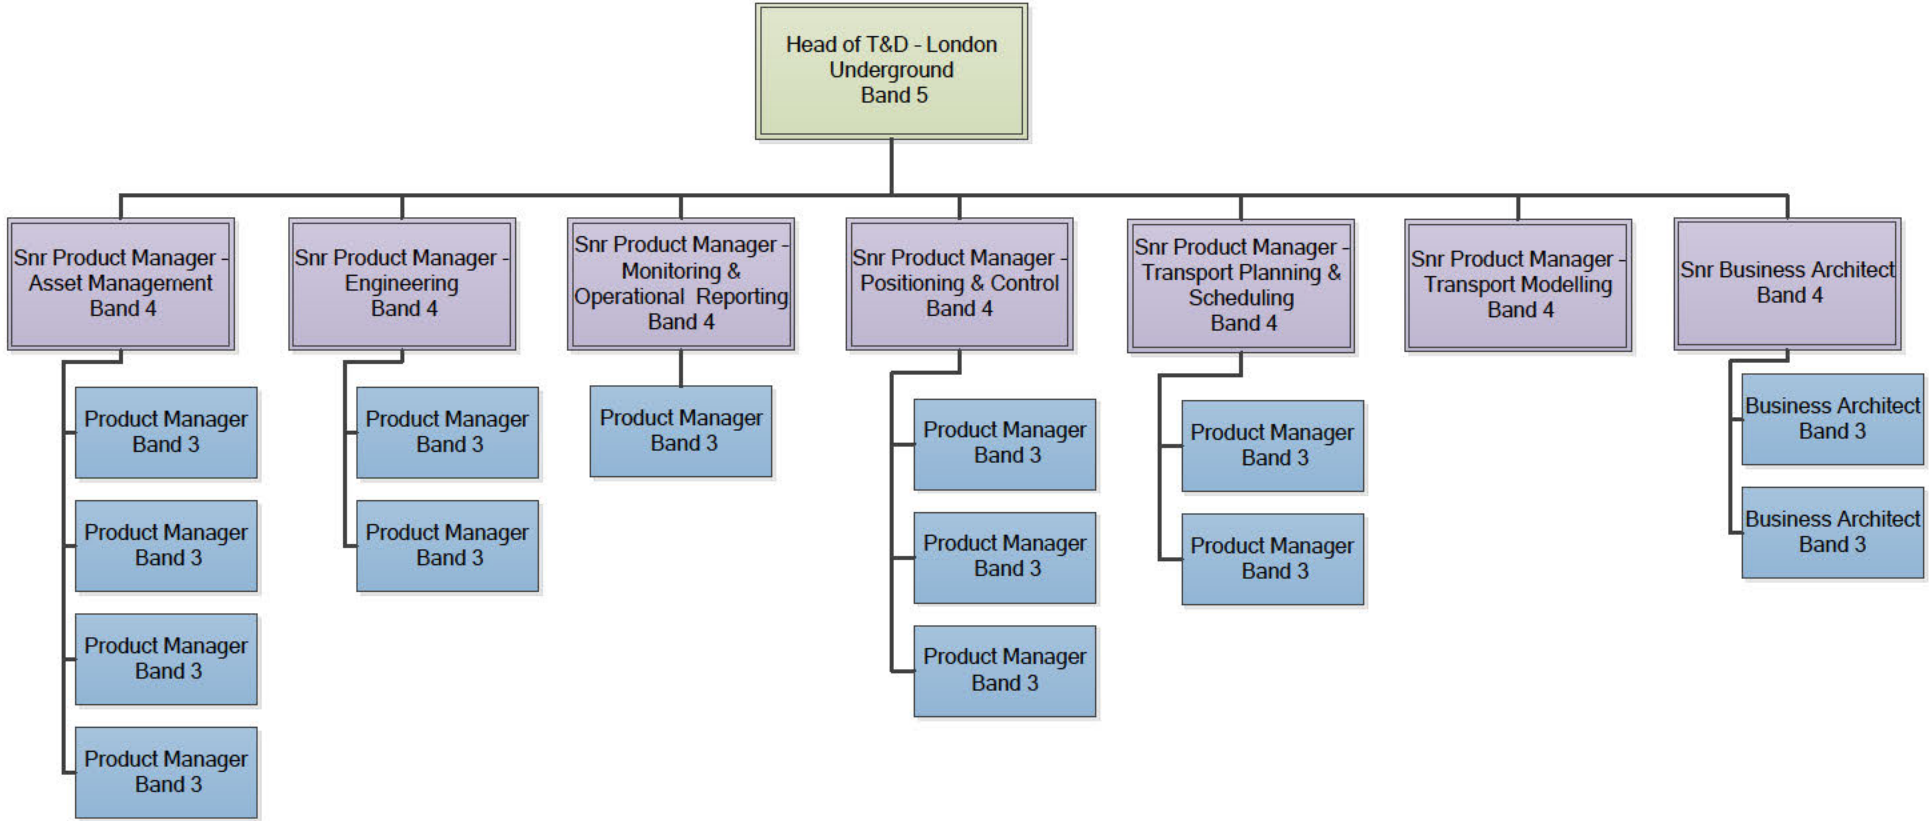 Head of T&D - London
Underground
Band 5
Snr Product Manager -
Asset Management
Band 4
Snr Product Manager -
Engineering
Band 4
Snr Product Manager -
Monitoring &
Operational  Reporting
Band 4
Snr Product Manager -
Positioning & Control
Band 4
Snr Product Manager -
Transport Planning &
Scheduling
Band 4
Snr Product Manager -
Transport Modelling
Band 4
Snr Business Architect
Band 4
Product Manager
Band 3
Product Manager
Band 3
Product Manager
Band 3
Product Manager
Band 3
Product Manager
Band 3
Product Manager
Band 3
Product Manager
Band 3
Product Manager
Band 3
Product Manager
Band 3
Product Manager
Band 3
Product Manager
Band 3
Product Manager
Band 3
Business Architect
Band 3
Business Architect
Band 3